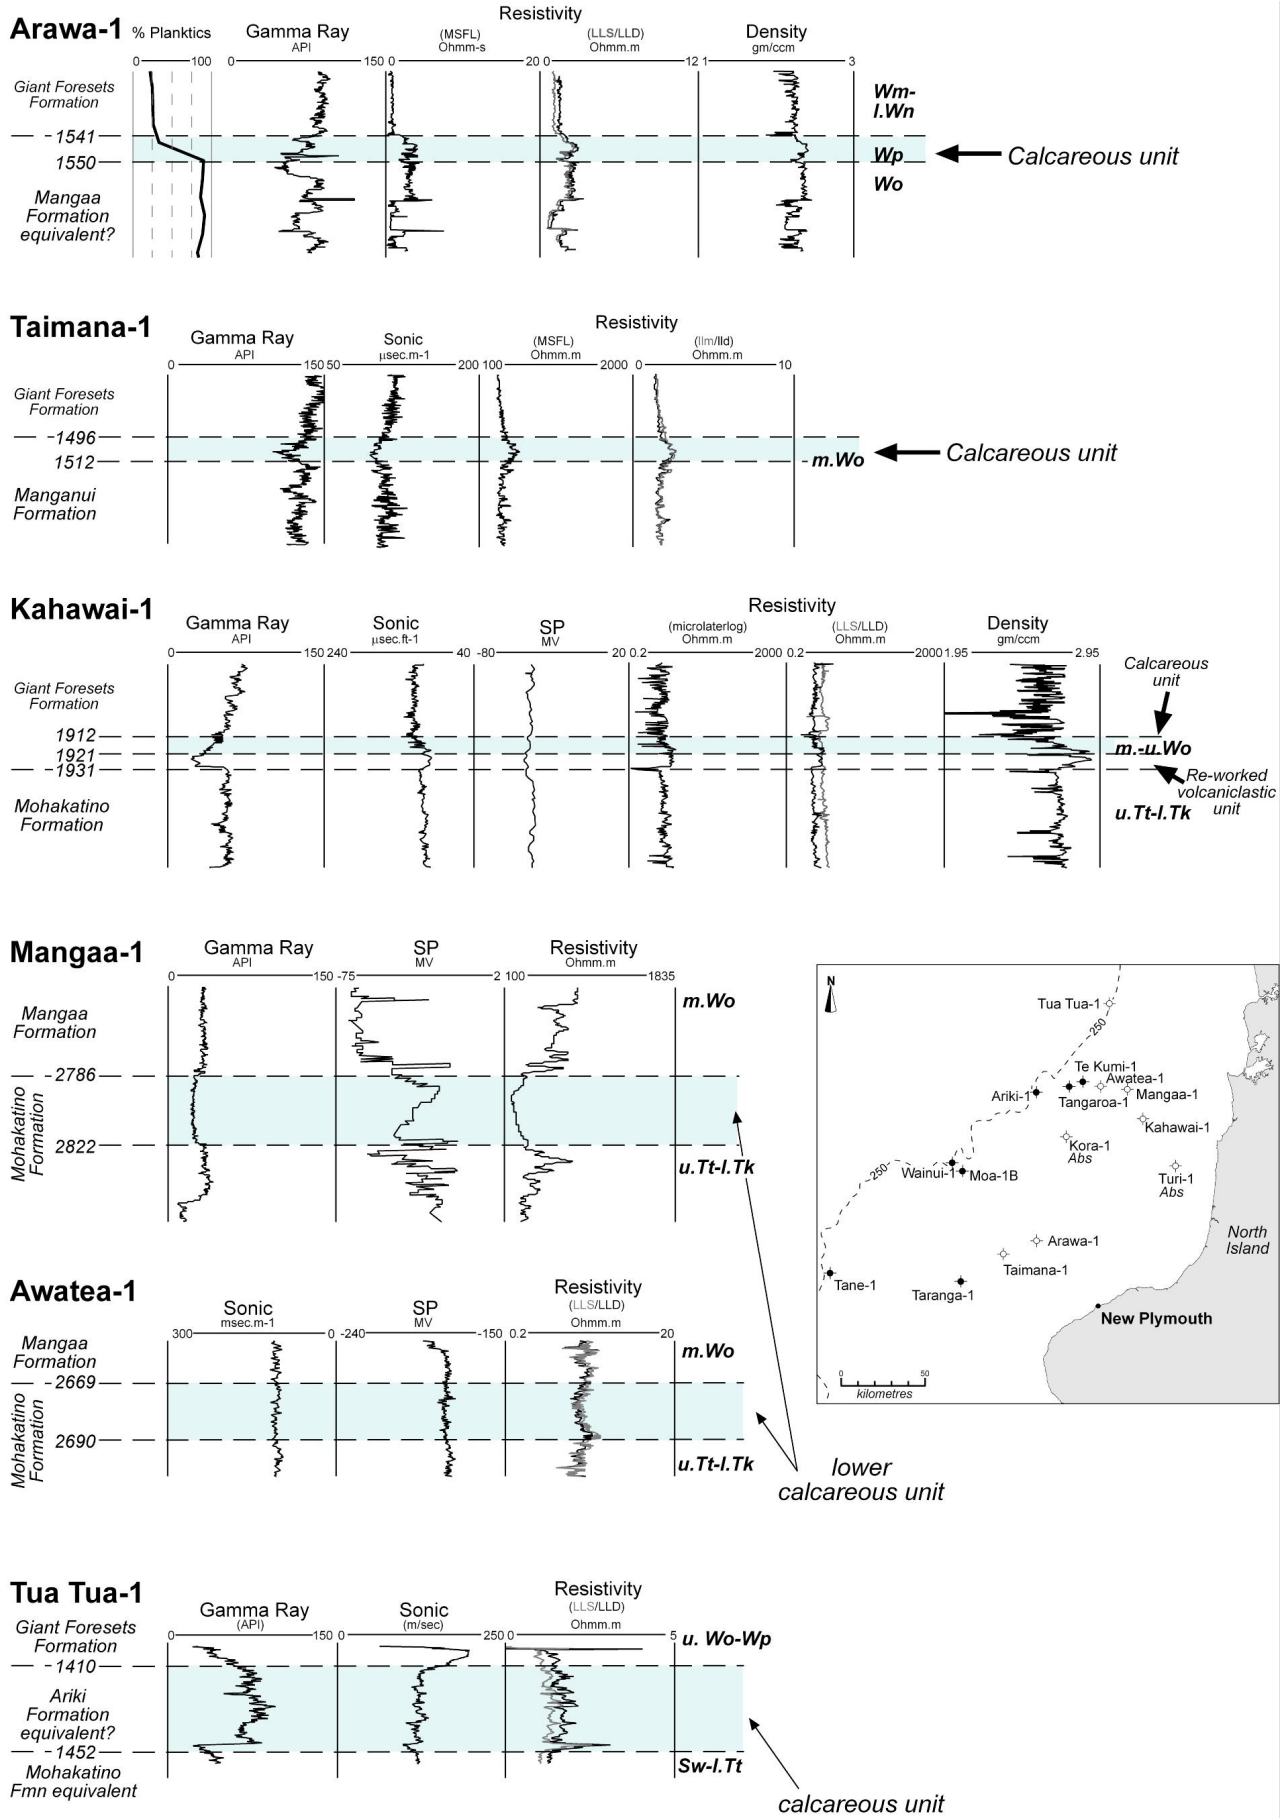 Arawa-1
% Planktics
Gamma Ray
API
Resistivity
(MSFL)
Ohmm-s
(LLS/LLD)
Ohmm.m
Density
gm/ccm
0 100 0 150 0 20 0 12 1 3
Giant Foresets
Formation
1541
1550
Mangaa
Formation
equivalent?
Wm-
l.Wn
Wp
Wo
Calcareous unit
Taimana-1
Gamma Ray
API
Sonic
µsec.m-1
Resistivity
(MSFL)
Ohmm.m
(llm/lld)
Ohmm.m
0 150 50 200 100 2000 0 10
Giant Foresets
Formation
1496
1512
Manganui
Formation
m.Wo
Calcareous unit
Kahawai-1
Gamma Ray
API
Sonic
µsec.ft-1
SP
MV
Resistivity
(microlaterlog)
Ohmm.m
(LLS/LLD)
Ohmm.m
Density
gm/ccm
0 150 240 40 -80 20 0.2 2000 0.2 2000 1.95 2.95
Giant Foresets
Formation
1912
1921
1931
Mohakatino
Formation
Calcareous
unit
m.-u.Wo
Re-worked
volcaniclastic
unit
u.Tt-l.Tk
Mangaa-1
Gamma Ray
API
SP
MV
Resistivity
Ohmm.m
0 150 -75 2 100 1835
Mangaa
Formation
2786
Mohakatino
Formation
2822
m.Wo
u.Tt-l.Tk
Awatea-1
Sonic
msec.m-1
SP
MV
Resistivity
(LLS/LLD)
Ohmm.m
300 0 -240 -150 0.2 20
Mangaa
Formation
2669
Mohakatino
Formation
2690
m.Wo
u.Tt-l.Tk
lower
calcareous unit
Tua Tua-1
Gamma Ray
(API)
Sonic
(m/sec)
Resistivity
(LLS/LLD)
Ohmm.m
0 150 0 250 0 5
Giant Foresets
Formation
1410
Ariki
Formation
equivalent?
1452
Mohakatino
Fmn equivalent
u. Wo-Wp
Sw-l.Tt
calcareous unit
N
Tua Tua-1
250
Te Kumi-1
Awatea-1
Ariki-1
Tangaroa-1
Mangaa-1
Kahawai-1
Kora-1
Abs
250
Wainui-1
Moa-1B
Turi-1
Abs
North
Island
Arawa-1
Taimana-1
Tane-1
Taranga-1
New Plymouth
0 50
kilometres